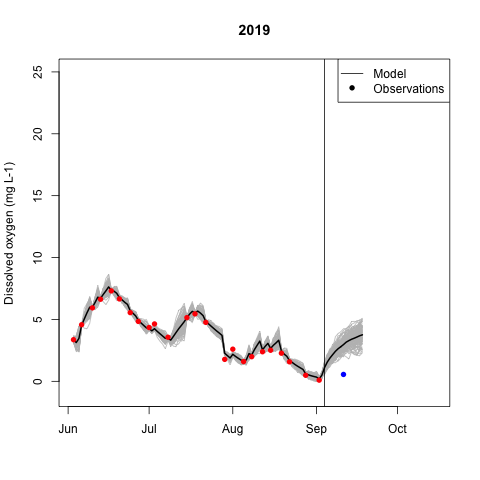 2019
Model
Observations
Dissolved oxygen (mg L-1)
25
20
15
10
5
0
Jun
Jul
Aug
Sep
Oct